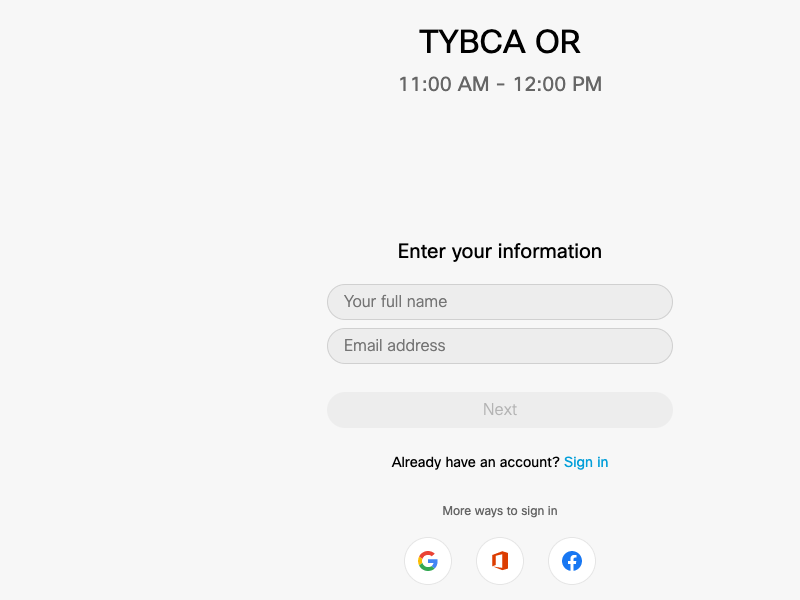 TYBCA OR
11:00 AM - 12:00 PM
Enter your information
Your full name
Email address
Next
Already have an account? Sign in
More ways to sign in